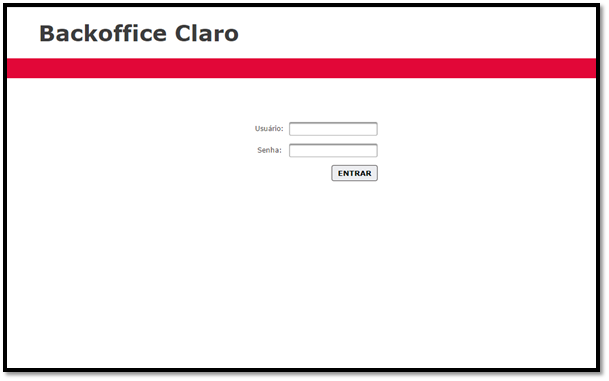 Backoffice Claro
Usuário:
Senha:
ENTRAR